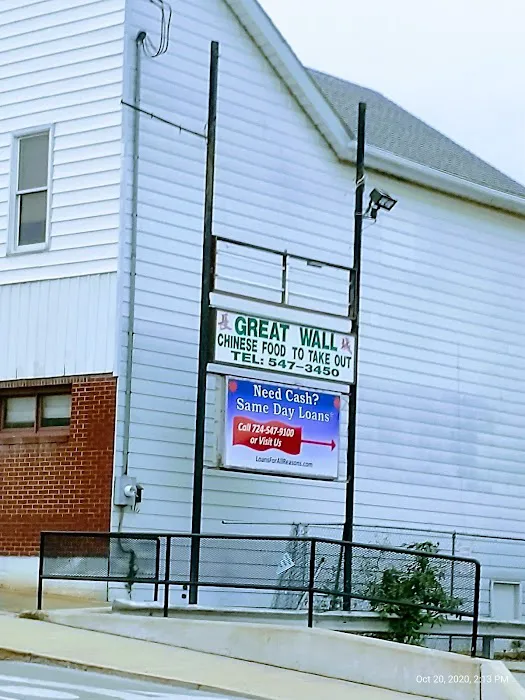 GREAT WALL
CHINESE FOOD TO TAKE OUT
TEL: 547-3450
Need Cash?
Same Day Loans
Call 724-547-9100
or Visit Us
LoansForAllReasons.com
Oct 20, 2020, 2:13 PM